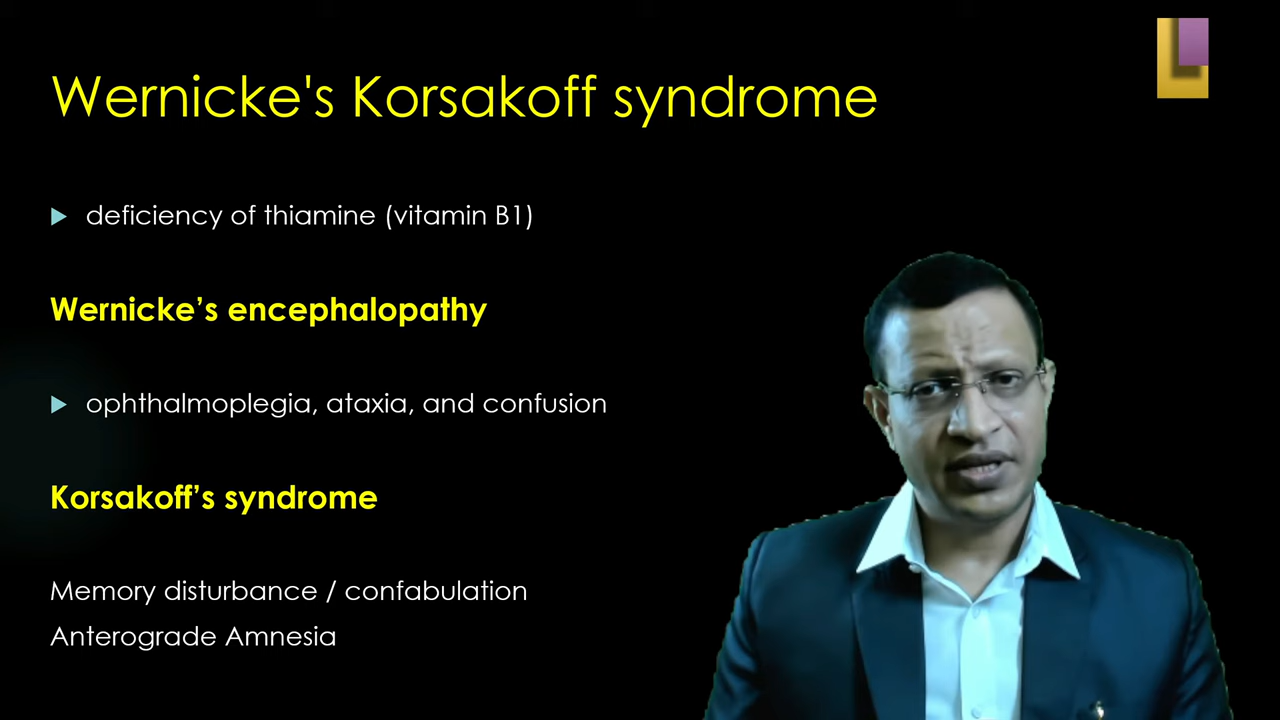 Wernicke's Korsakoff syndrome
deficiency of thiamine (vitamin B1)
Wernicke’s encephalopathy
ophthalmoplegia, ataxia, and confusion
Korsakoff’s syndrome
Memory disturbance / confabulation
Anterograde Amnesia